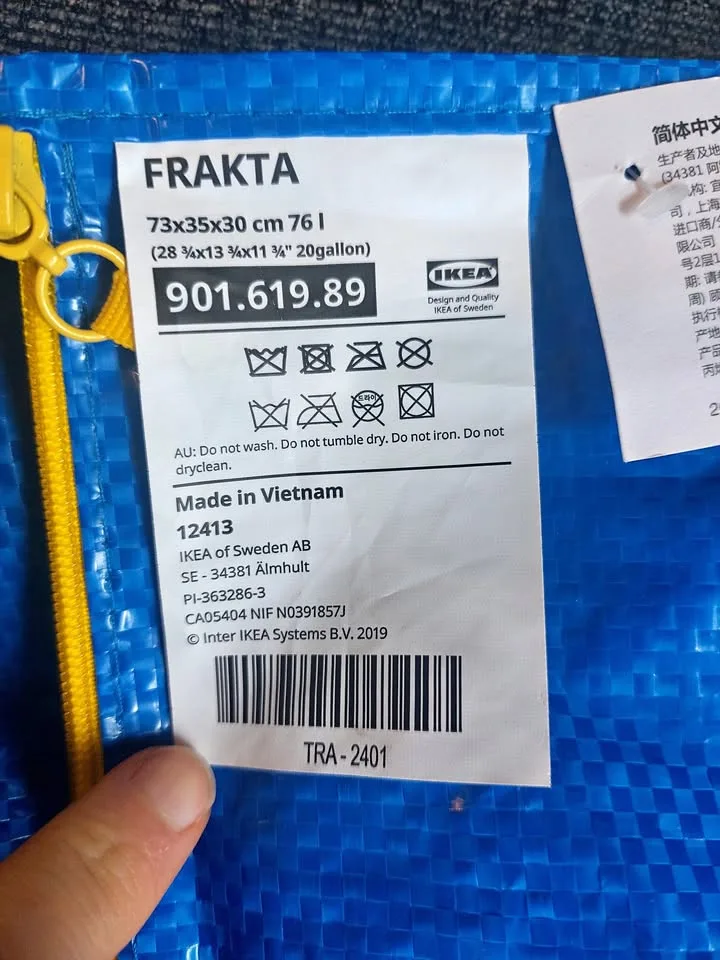 FRAKTA
73x35x30 cm 76 l
(28 ¾x13 ¾x11 ¾" 20gallon)
901.619.89
IKEA
Design and Quality
IKEA of Sweden
드라이
AU: Do not wash. Do not tumble dry. Do not iron. Do not
dryclean.
Made in Vietnam
12413
IKEA of Sweden AB
SE - 34381 Älmhult
PI-363286-3
CA05404 NIF N0391857J
© Inter IKEA Systems B.V. 2019
TRA - 2401
简体中文
生产者及地
(34381 阿
构: 宜
司，上海
进口商/
限公司
号2层1
期: 请
周) 顾
执行
产地
产品